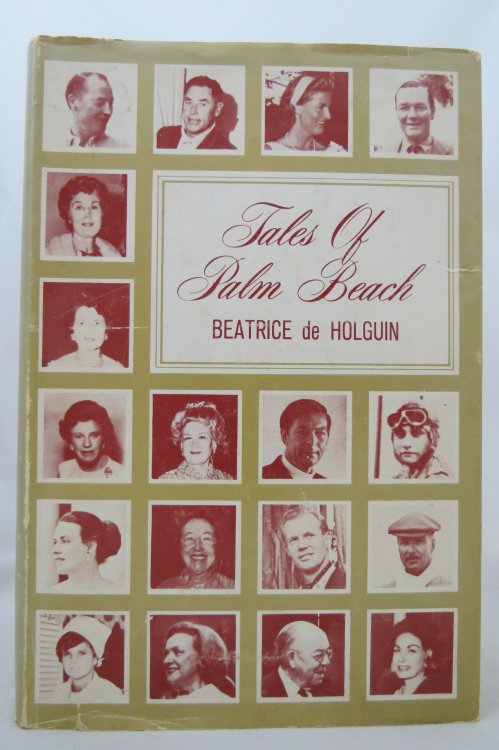 Tales Of
Palm Beach
BEATRICE de HOLGUIN